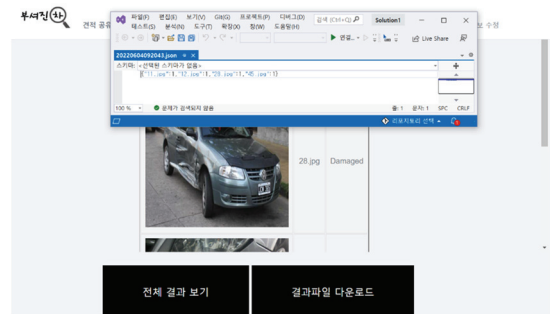 부셔진차
견적 공유
파일(F) 편집(E) 보기(V) Git(G) 프로젝트(P) 디버그(D)
검색 (Ctrl+Q)
Solution1
테스트(S) 분석(N) 도구(T) 확장(X) 창(W) 도움말(H)
연결...
Live Share
보 수정
20220604092043.json
스키마: <선택된 스키마가 없음>
[{"11.jpg":1,"12.jpg":1,"28.jpg":1,"45.jpg":1}
100 %
문제가 검색되지 않음
줄: 1 문자: 1 SPC CRLF
리포지토리 선택
28.jpg Damaged
전체 결과 보기
결과파일 다운로드